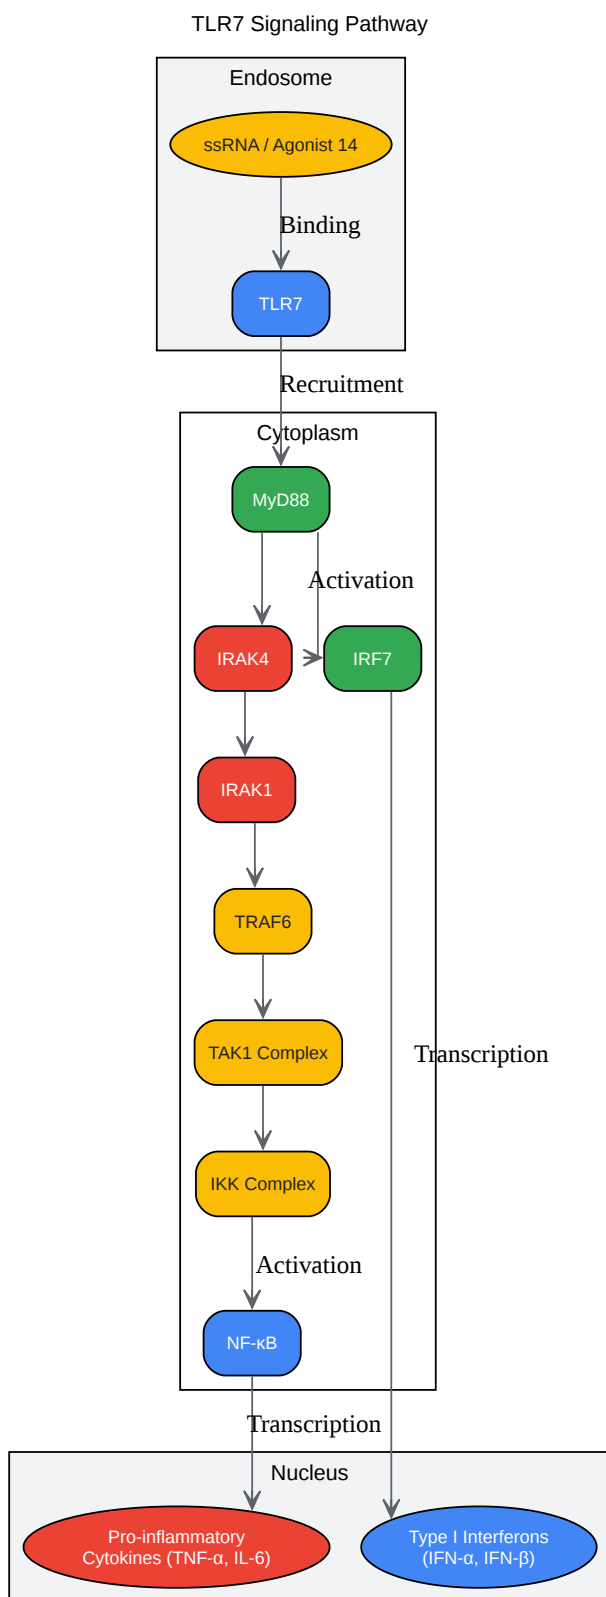 TLR7 Signaling Pathway
Endosome
ssRNA / Agonist 14
Binding
TLR7
Recruitment
Cytoplasm
MyD88
Activation
IRAK4
IRF7
IRAK1
TRAF6
TAK1 Complex
Transcription
IKK Complex
Activation
NF-κB
Transcription
Nucleus
Pro-inflammatory
Cytokines (TNF-α, IL-6)
Type I Interferons
(IFN-α, IFN-β)